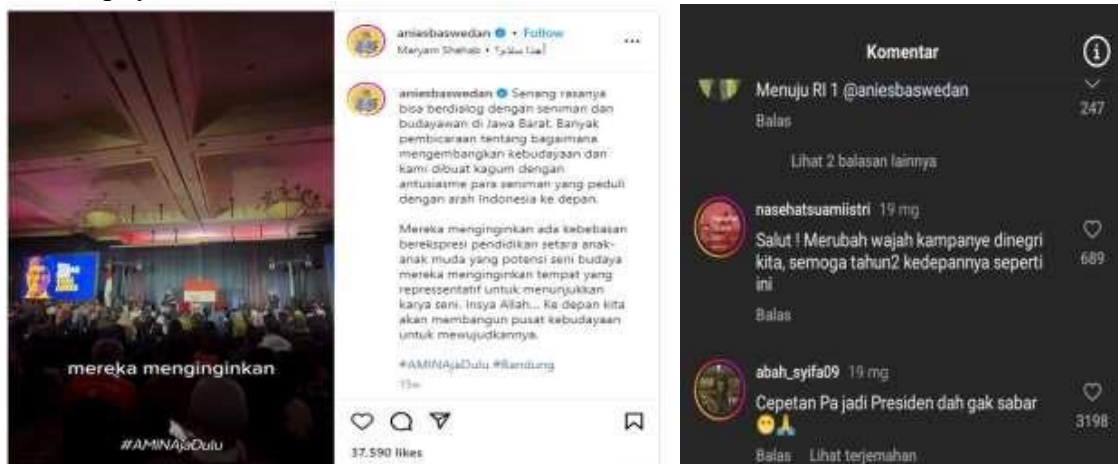 mereka menginginkan
#AMINAjaDulu
aniesbaswedan • Follow
Maryam Shehab • أهذا سلام؟
aniesbaswedan Senang rasanya
bisa berdialog dengan seniman dan
budayawan di Jawa Barat. Banyak
pembicaraan tentang bagaimana
mengembangkan kebudayaan dan
kami dibuat kagum dengan
antusiasme para seniman yang peduli
dengan arah Indonesia ke depan.
Mereka menginginkan ada kebebasan
berekspresi pendidikan setara anak-
anak muda yang potensi seni budaya
mereka menginginkan tempat yang
repressentatif untuk menunjukkan
karya seni. Insya Allah... Ke depan kita
akan membangun pusat kebudayaan
untuk mewujudkannya.
#AMINAjaDulu #Bandung
37.590 likes
Komentar
Menuju RI 1 @aniesbaswedan
247
Balas
Lihat 2 balasan lainnya
nasehatsuamiistri 19 mg
Salut ! Merubah wajah kampanye dinegri
kita, semoga tahun2 kedepannya seperti
ini
689
Balas
abah_syifa09 19 mg
Cepetan Pa jadi Presiden dah gak sabar
😁🙏
3198
Balas Lihat terjemahan